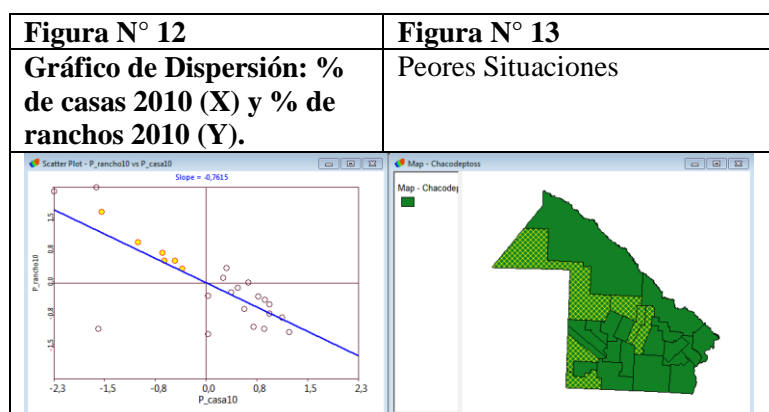 Figura N° 12
Figura N° 13
Gráfico de Dispersión: %
de casas 2010 (X) y % de
ranchos 2010 (Y).
Peores Situaciones
Scatter Plot - P_rancho10 vs P_casa10
Slope = -0,7615
P_rancho10
1,5
0,8
0,0
-0,8
-1,5
-2,3
-1,5
-0,8
0,0
0,8
1,5
2,3
P_casa10
Map - Chacodeptoss
Map - Chacodep